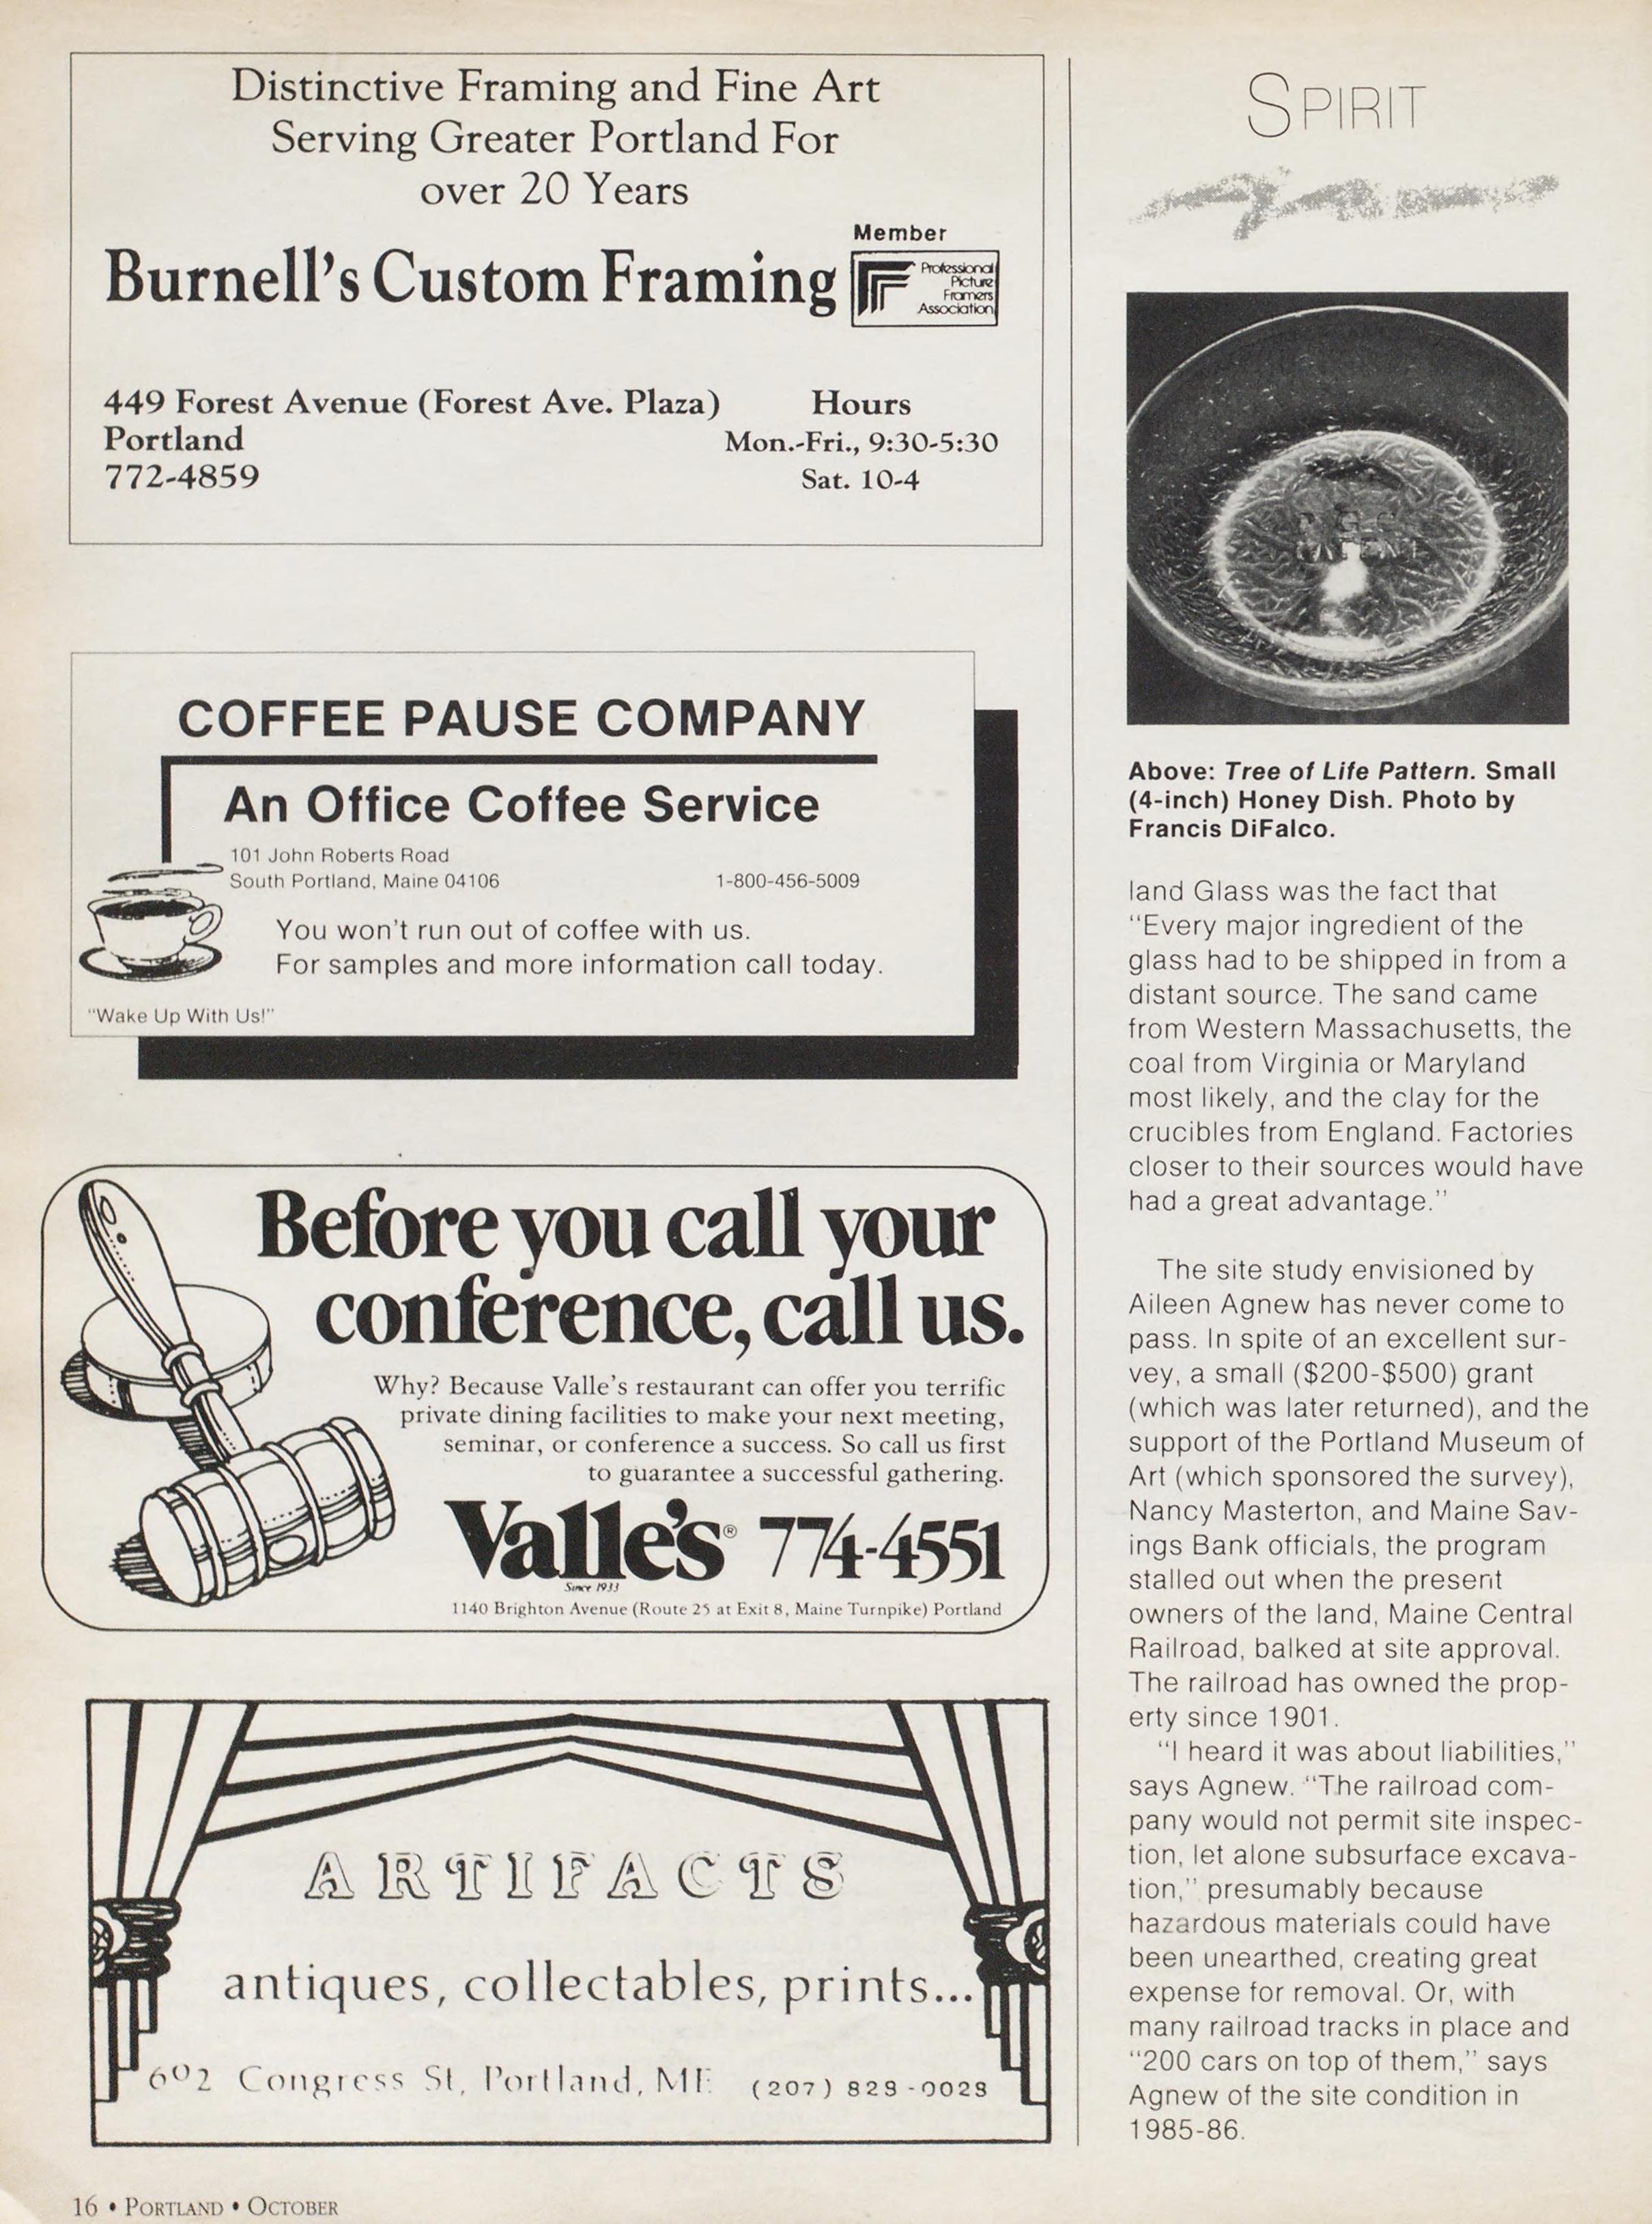 Distinctive Framing and Fine Art
Serving Greater Portland For
over 20 Years
Member
Burnell's Custom Framing
Professional
Picture
Framers
Association
449 Forest Avenue (Forest Ave. Plaza)
Portland
772-4859
Hours
Mon.-Fri., 9:30-5:30
Sat. 10-4
COFFEE PAUSE COMPANY
An Office Coffee Service
101 John Roberts Road
South Portland, Maine 04106
1-800-456-5009
You won't run out of coffee with us.
For samples and more information call today.
"Wake Up With Us!"
Before you call your
conference, call us.
Why? Because Valle's restaurant can offer you terrific
private dining facilities to make your next meeting,
seminar, or conference a success. So call us first
to guarantee a successful gathering.
Valle's® 774-4551
Since 1933
1140 Brighton Avenue (Route 25 at Exit 8, Maine Turnpike) Portland
ARTIFACTS
antiques, collectables, prints...
602 Congress St, Portland, ME (207)
16 • PORTLAND • OCTOBER
SPIRIT
P.G.C.
PATENT
Above: Tree of Life Pattern. Small
(4-inch) Honey Dish. Photo by
Francis DiFalco.
land Glass was the fact that
"Every major ingredient of the
glass had to be shipped in from a
distant source. The sand came
from Western Massachusetts, the
coal from Virginia or Maryland
most likely, and the clay for the
crucibles from England. Factories
closer to their sources would have
had a great advantage."
The site study envisioned by
Aileen Agnew has never come to
pass. In spite of an excellent sur-
vey, a small ($200-$500) grant
(which was later returned), and the
support of the Portland Museum of
Art (which sponsored the survey),
Nancy Masterton, and Maine Sav-
ings Bank officials, the program
stalled out when the present
owners of the land, Maine Central
Railroad, balked at site approval.
The railroad has owned the prop-
erty since 1901.
"I heard it was about liabilities,"
says Agnew. "The railroad com-
pany would not permit site inspec-
tion, let alone subsurface excava-
tion," presumably because
hazardous materials could have
been unearthed, creating great
expense for removal. Or, with
many railroad tracks in place and
"200 cars on top of them," says
Agnew of the site condition in
1985-86.